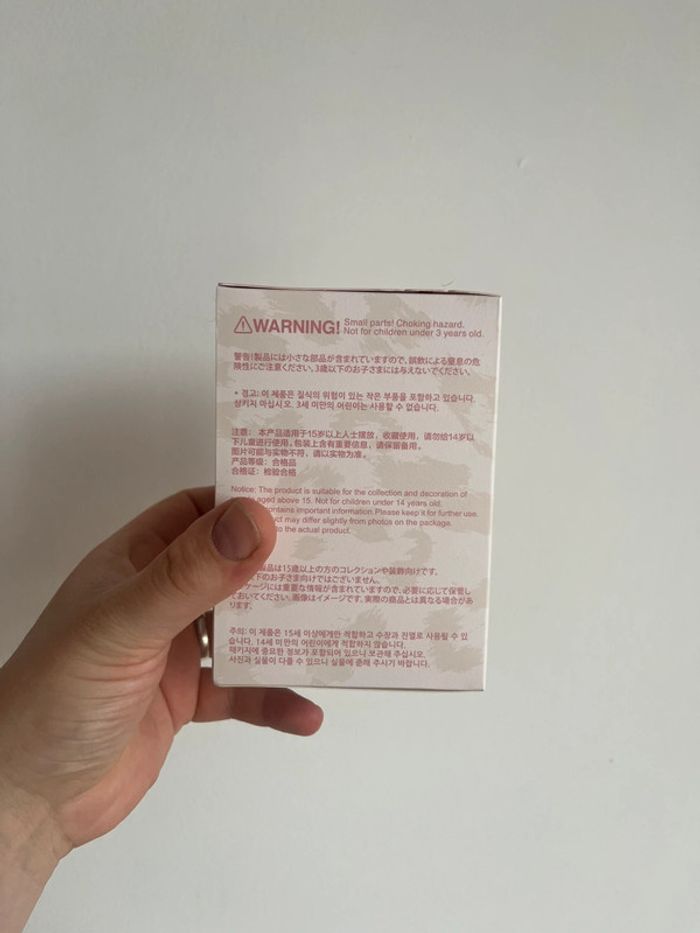 WARNING!
Small parts! Choking hazard.
Not for children under 3 years old.
警告!製品には小さな部品が含まれていますので、誤飲による窒息の危
険性にご注意ください。3歳以下のお子さまには与えないでください。
• 경고: 이 제품은 질식의 위험이 있는 작은 부품을 포함하고 있습니다.
삼키지 마십시오. 3세 미만의 어린이는 사용할 수 없습니다.
注意： 本产品适用于15岁以上人士摆放，收藏使用，请勿给14岁以
下儿童进行使用，包装上含有重要信息，请保留备用。
图片可能与实物不符，请以实物为准。
产品等级：合格品
合格证：检验合格
Notice: The product is suitable for the collection and decoration of
aged above 15. Not for children under 14 years old.
contains important information. Please keep it for further use.
may differ slightly from photos on the package.
to the actual product.
製品は15歳以上の方のコレクションや装飾向けです。
以下のお子さま向けではございません。
ケージには重要な情報が含まれていますので、必要に応じて保管し
ておいてください。画像はイメージです。実際の商品とは異なる場合があ
ります。
주의: 이 제품은 15세 이상에게만 적합하고 수장과 진열로 사용될 수 있
습니다. 14세 미만의 어린이에게 적합하지 않습니다.
패키지에 중요한 정보가 포함되어 있으니 보관해 주십시오.
사진과 실물이 다를 수 있으니 실물에 준해 주시기 바랍니다.